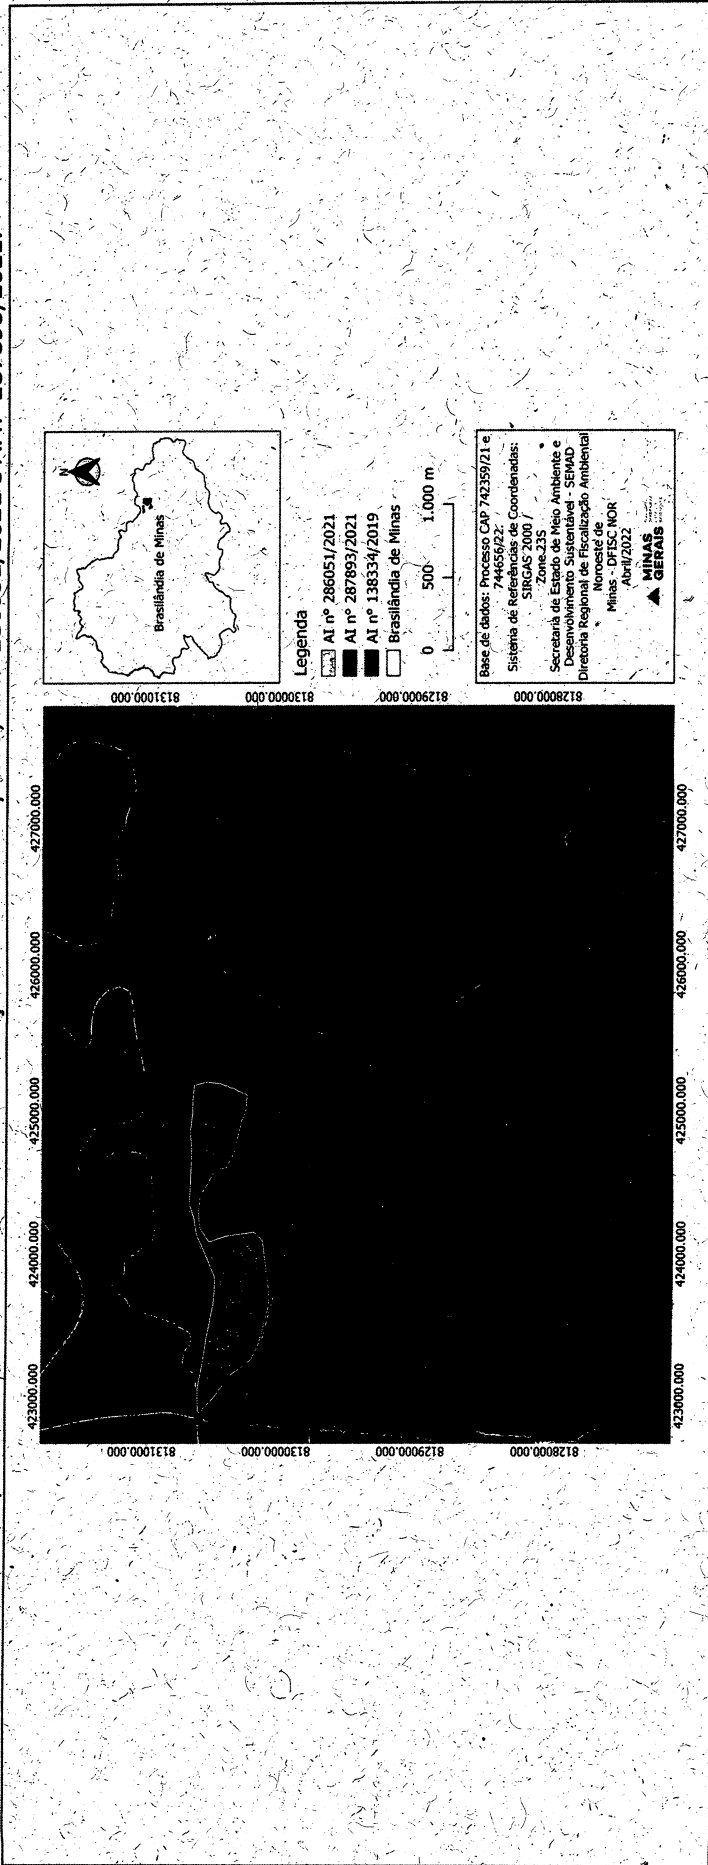 N
Brasilândia de Minas
Legenda
AI nº 286051/2021
AI nº 287893/2021
AI nº 138334/2019
Brasilândia de Minas
0 500 1.000 m
Base de dados: Processo CAP 742359/21 e
744656/22.
Sistema de Referências de Coordenadas:
SIRGAS 2000 /
Zone 23S
Secretaria de Estado de Meio Ambiente e
Desenvolvimento Sustentável - SEMAD
Diretoria Regional de Fiscalização Ambiental
Noroeste de
Minas - DFISC NOR
Abril/2022
MINAS
GERAIS
423000.000 424000.000 425000.000 426000.000 427000.000
8131000.000 8130000.000 8129000.000 8128000.000
8131000.000 8130000.000 8129000.000 8128000.000
423000.000 424000.000 425000.000 426000.000 427000.000